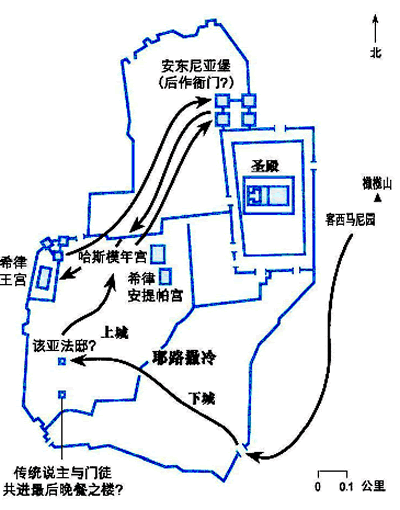 北
安东尼亚堡
(后作衙门?)
圣殿
橄榄山
客西马尼园
哈斯模年宫
希律
王宫
希律
安提帕宫
上城
该亚法邸?
耶路撒冷
下城
传统说主与门徒
共进最后晚餐之楼?
0 0.1 公里